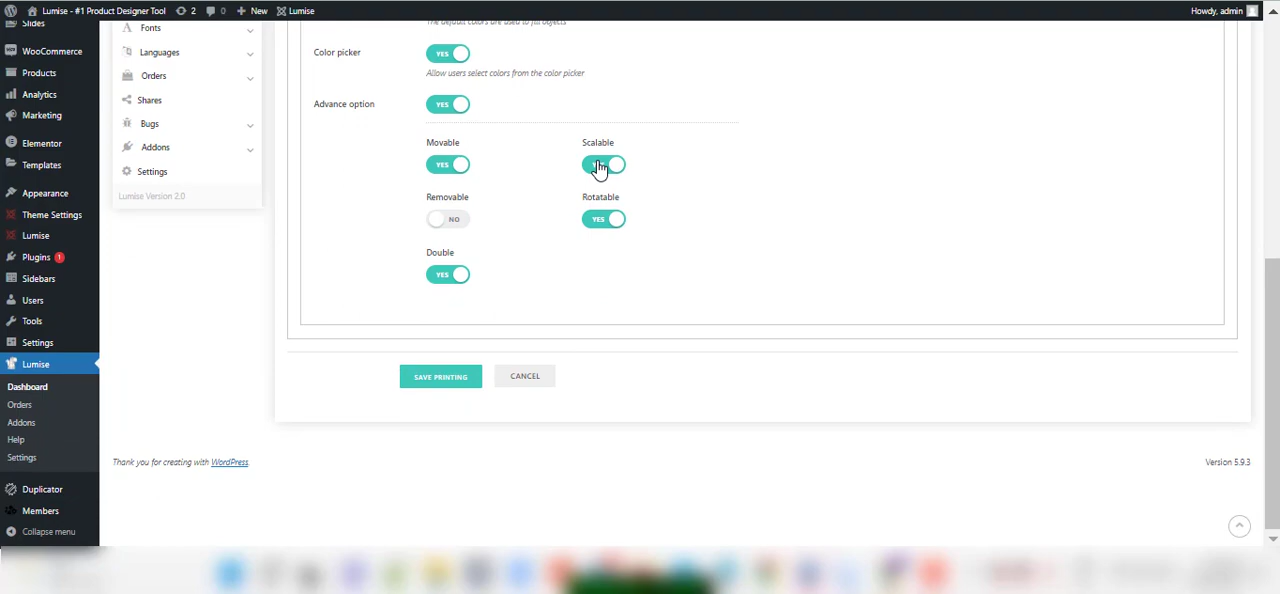 Lumise - #1 Product Designer Tool 2 0 New Lumise Howdy, admin
Slides
WooCommerce
Products
Analytics
Marketing
Elementor
Templates
Appearance
Theme Settings
Lumise
Plugins 1
Sidebars
Users
Tools
Settings
Lumise
Dashboard
Orders
Addons
Help
Settings
Duplicator
Members
Collapse menu
Fonts
Languages
Orders
Shares
Bugs
Addons
Settings
Lumise Version 2.0
The default colors are used to fill objects
Color picker YES
Allow users select colors from the color picker
Advance option YES
Movable Scalable
YES
Removable Rotatable
NO YES
Double
YES
SAVE PRINTING CANCEL
Thank you for creating with WordPress. Version 5.9.3